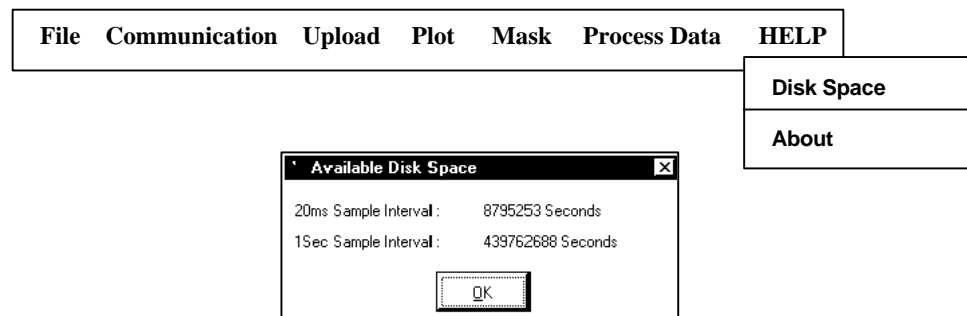 File Communication Upload Plot Mask Process Data HELP
Disk Space
About
Available Disk Space
20ms Sample Interval : 8795253 Seconds
1Sec Sample Interval : 439762688 Seconds
OK